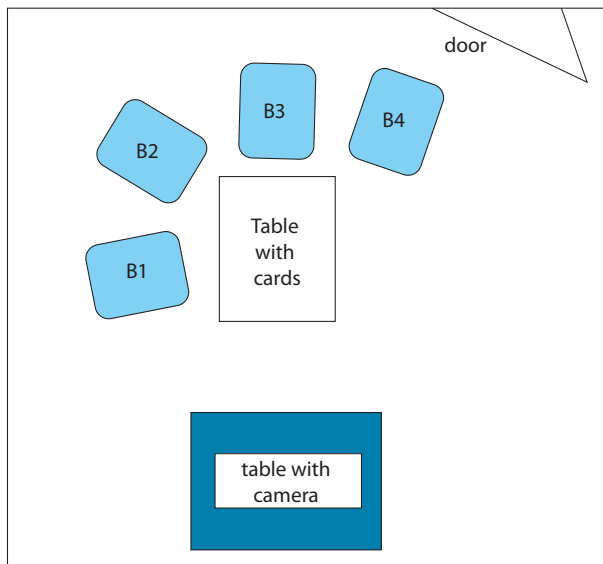 door
B3
B4
B2
Table
with
cards
B1
table with
camera